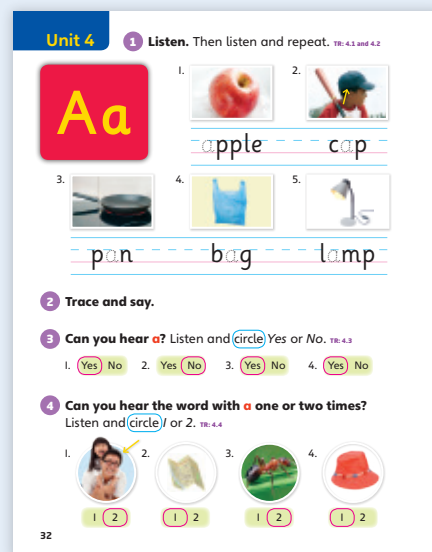 Unit 4
1 Listen. Then listen and repeat. TR: 4.1 and 4.2
Aa
1. 2.
apple cap
3. 4. 5.
pan bag lamp
2 Trace and say.
3 Can you hear a? Listen and circle Yes or No. TR: 4.3
1. Yes No 2. Yes No 3. Yes No 4. Yes No
4 Can you hear the word with a one or two times?
Listen and circle 1 or 2. TR: 4.4
1. 2. 3. 4.
1 2 1 2 1 2 1 2
32